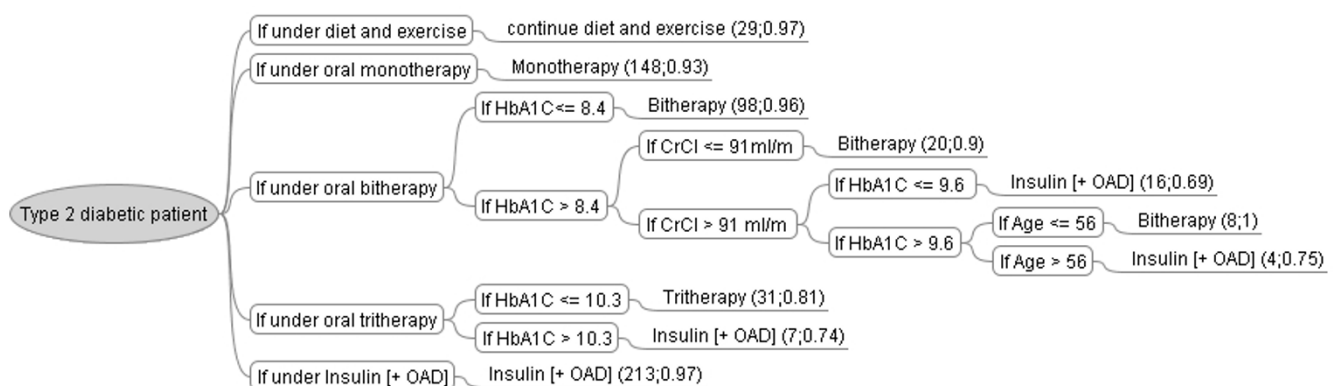 If under diet and exercise
continue diet and exercise (29;0.97)
If under oral monotherapy
Monotherapy (148;0.93)
If HbA1C<= 8.4
Bitherapy (98;0.96)
If CrCl <= 91ml/m
Bitherapy (20;0.9)
If under oral bitherapy
If HbA1C <= 9.6
Insulin [+ OAD] (16;0.69)
Type 2 diabetic patient
If HbA1C > 8.4
If CrCl > 91 ml/m
If Age <= 56
Bitherapy (8;1)
If HbA1C > 9.6
If Age > 56
Insulin [+ OAD] (4;0.75)
If HbA1C <= 10.3
Tritherapy (31;0.81)
If under oral tritherapy
If HbA1C > 10.3
Insulin [+ OAD] (7;0.74)
If under Insulin [+ OAD]
Insulin [+ OAD] (213;0.97)